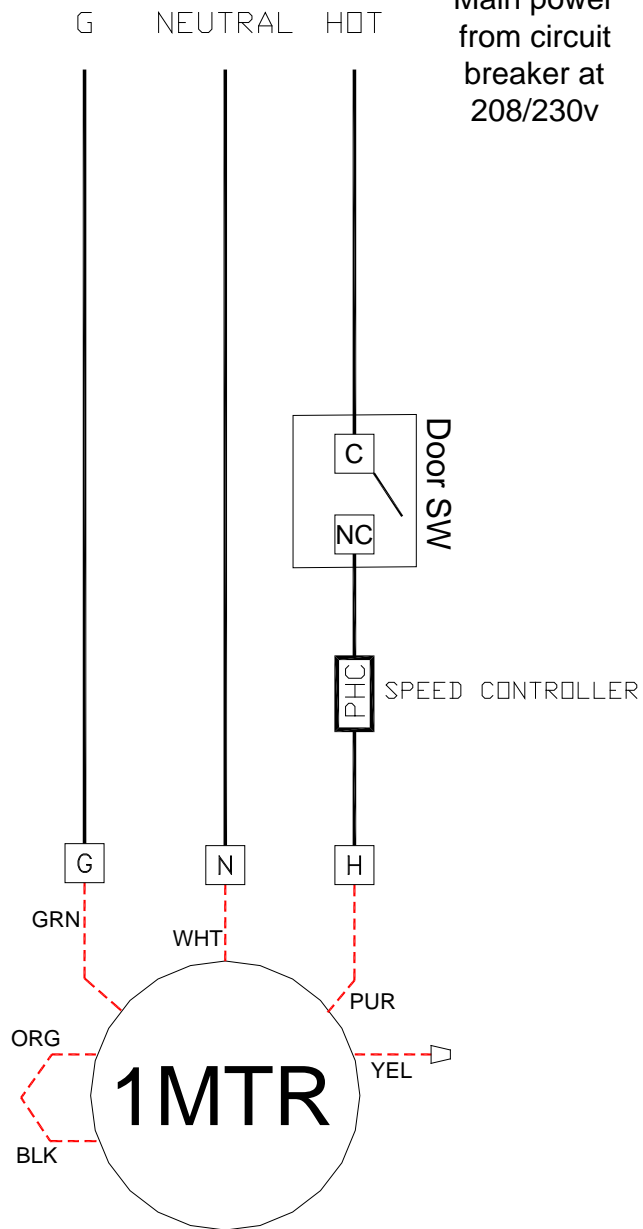 G NEUTRAL HOT
Main power
from circuit
breaker at
208/230v
C
Door SW
NC
PHC
SPEED CONTROLLER
G
N
H
GRN
WHT
PUR
ORG
YEL
1MTR
BLK